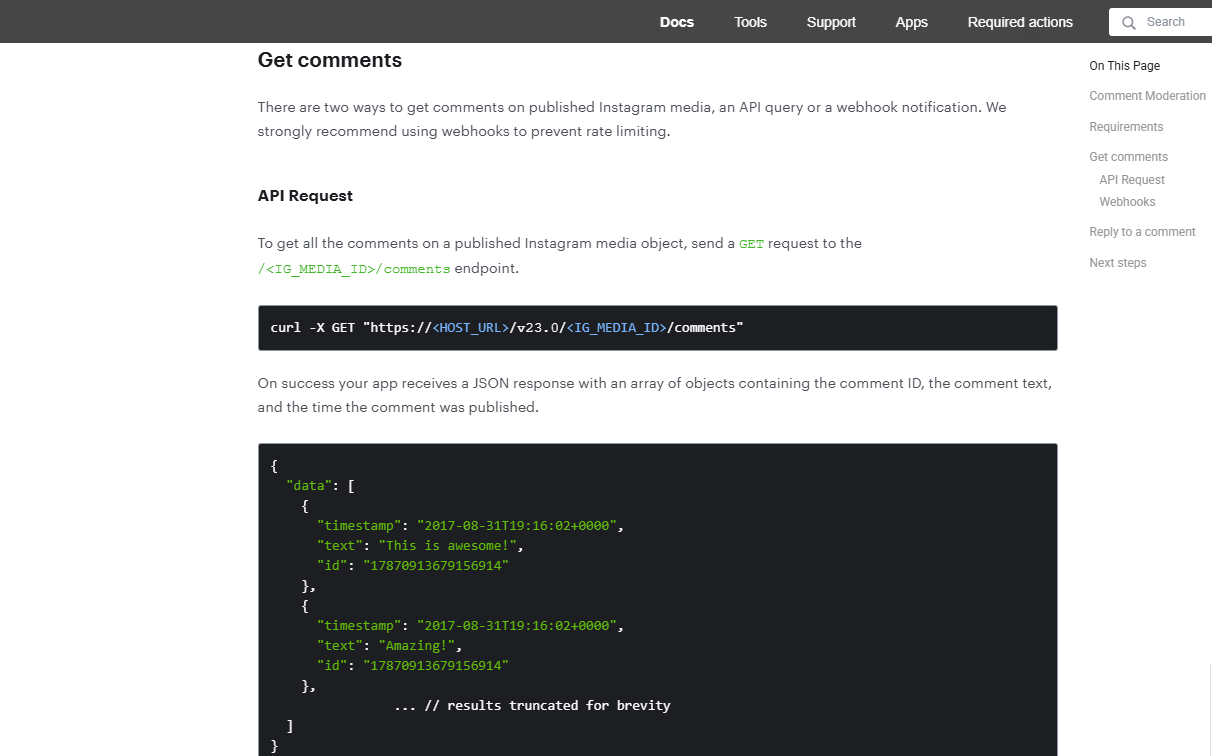 Docs Tools Support Apps Required actions Search
Get comments
There are two ways to get comments on published Instagram media, an API query or a webhook notification. We
strongly recommend using webhooks to prevent rate limiting.
API Request
To get all the comments on a published Instagram media object, send a GET request to the
/<IG_MEDIA_ID>/comments endpoint.
curl -X GET "https://<HOST_URL>/v23.0/<IG_MEDIA_ID>/comments"
On success your app receives a JSON response with an array of objects containing the comment ID, the comment text,
and the time the comment was published.
{
  "data": [
    {
      "timestamp": "2017-08-31T19:16:02+0000",
      "text": "This is awesome!",
      "id": "17870913679156914"
    },
    {
      "timestamp": "2017-08-31T19:16:02+0000",
      "text": "Amazing!",
      "id": "17870913679156914"
    },
                ... // results truncated for brevity
  ]
}
On This Page
Comment Moderation
Requirements
Get comments
API Request
Webhooks
Reply to a comment
Next steps